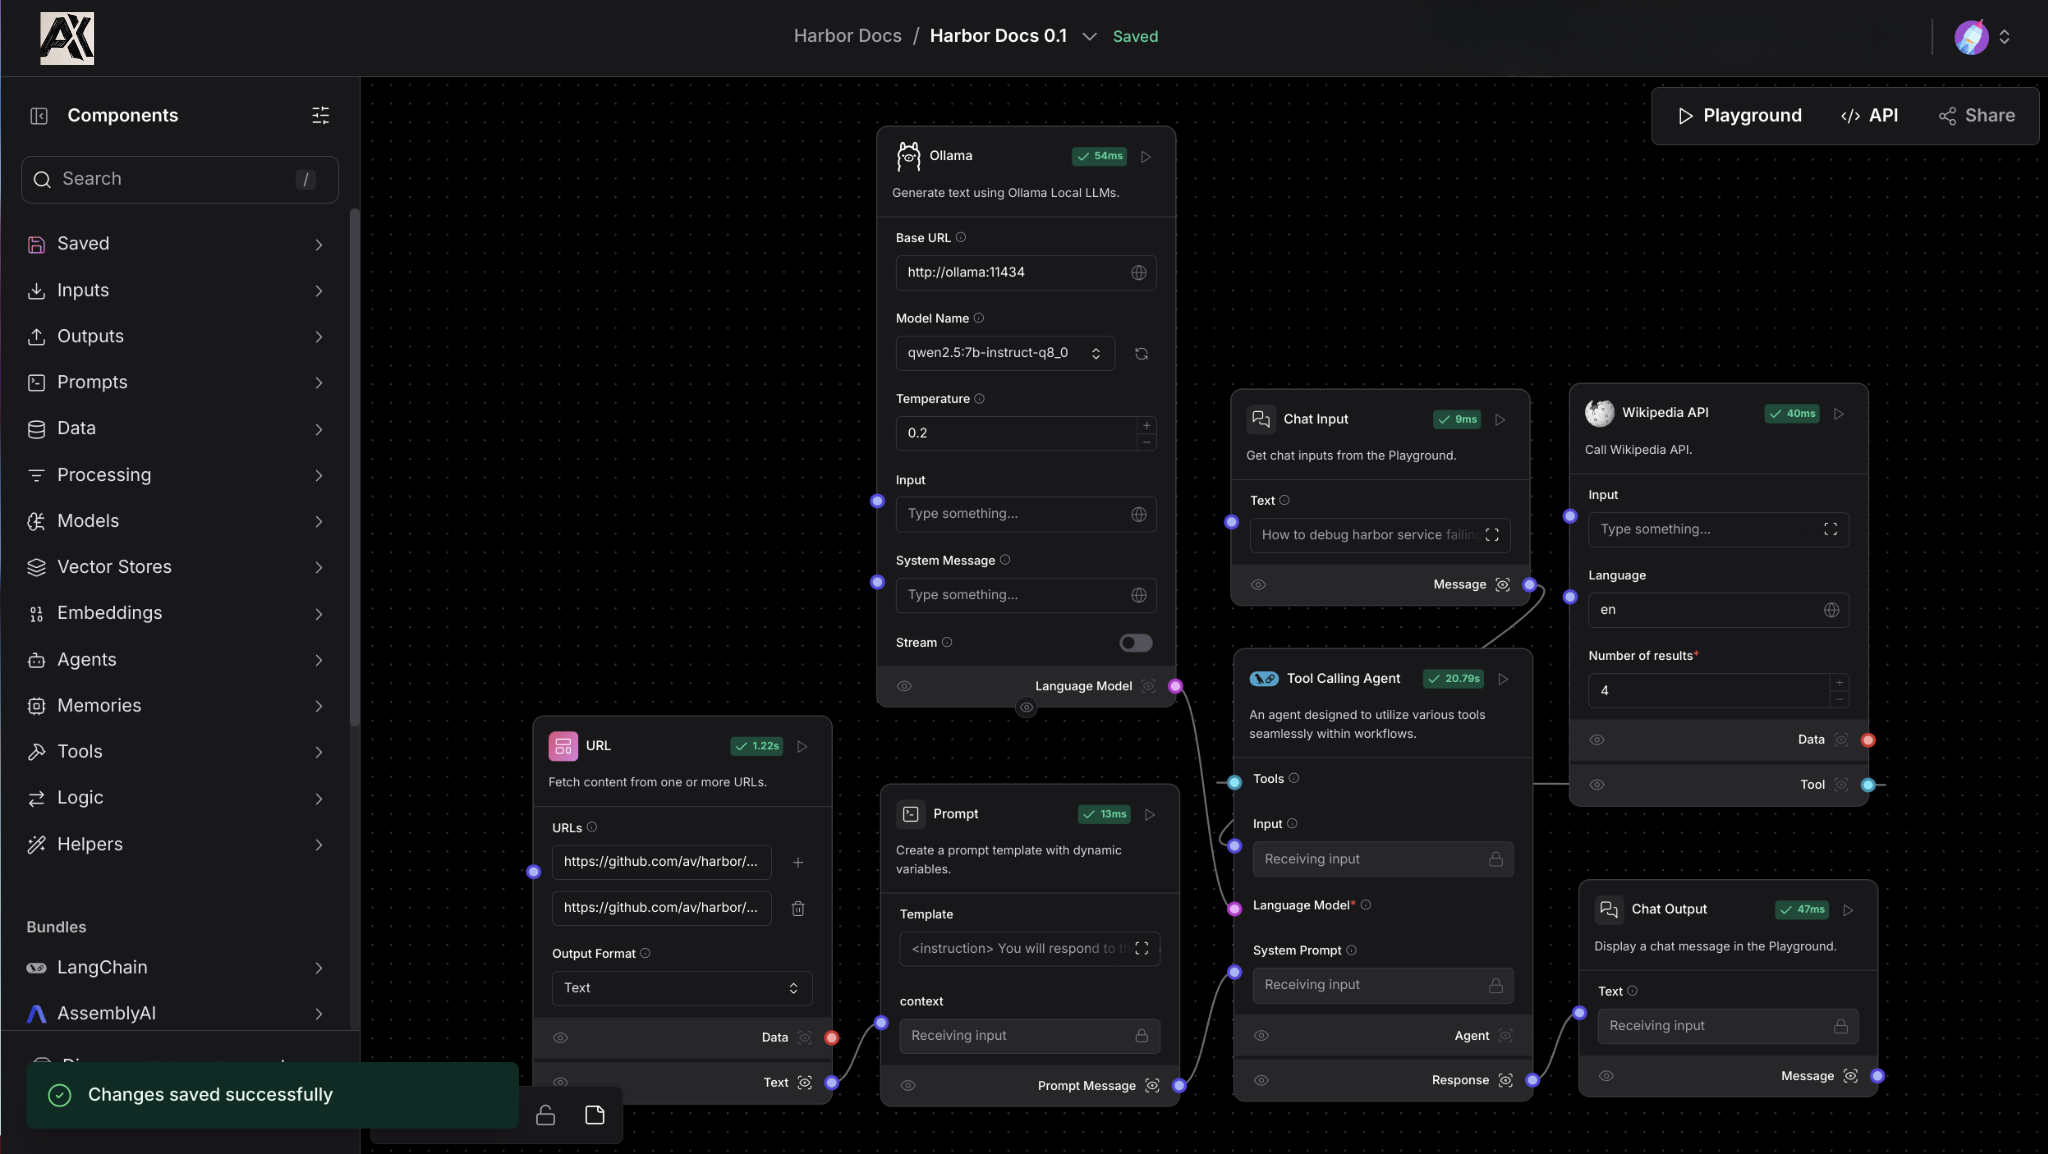 AX
Harbor Docs / Harbor Docs 0.1 Saved
Components
Search /
Saved
Inputs
Outputs
Prompts
Data
Processing
Models
Vector Stores
Embeddings
Agents
Memories
Tools
Logic
Helpers
Bundles
LangChain
AssemblyAI
Changes saved successfully
Playground API Share
Ollama 54ms
Generate text using Ollama Local LLMs.
Base URL
http://ollama:11434
Model Name
qwen2.5:7b-instruct-q8_0
Temperature
0.2
Input
Type something...
System Message
Type something...
Stream
Language Model
URL 1.22s
Fetch content from one or more URLs.
URLs
https://github.com/av/harbor/...
https://github.com/av/harbor/...
Output Format
Text
Data
Text
Prompt 13ms
Create a prompt template with dynamic
variables.
Template
<instruction> You will respond to th
context
Receiving input
Prompt Message
Chat Input 9ms
Get chat inputs from the Playground.
Text
How to debug harbor service failing
Message
Tool Calling Agent 20.79s
An agent designed to utilize various tools
seamlessly within workflows.
Tools
Input
Receiving input
Language Model*
System Prompt
Receiving input
Agent
Response
Wikipedia API 40ms
Call Wikipedia API.
Input
Type something...
Language
en
Number of results*
4
Data
Tool
Chat Output 47ms
Display a chat message in the Playground.
Text
Receiving input
Message